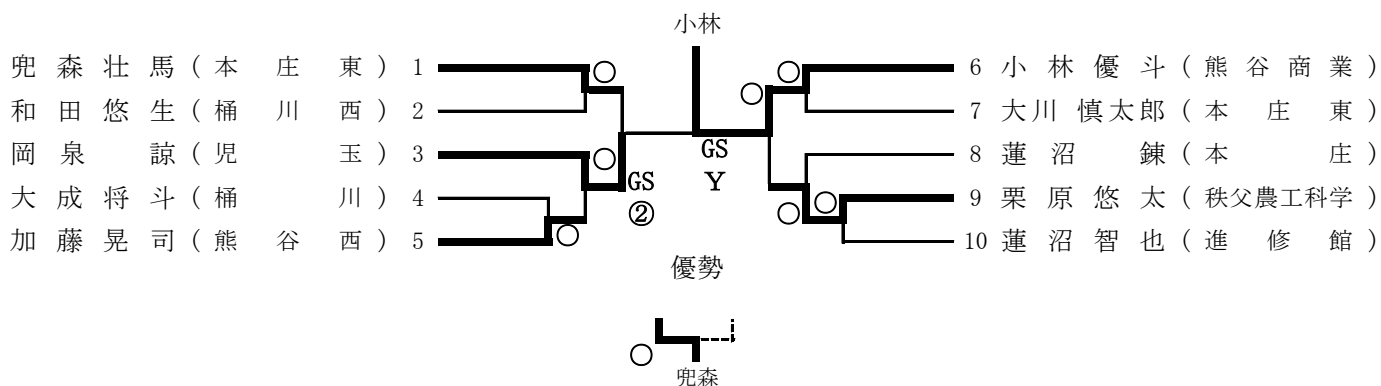 小林
兜森壮馬(本庄東) 1
○
○
○
6 小林優斗(熊谷商業)
和田悠生(桶川西) 2
7 大川慎太郎(本庄東)
岡泉諒(児玉) 3
○
GS
GS
Y
8 蓮沼錬(本庄)
大成将斗(桶川) 4
②
○
○
9 栗原悠太(秩父農工科学)
加藤晃司(熊谷西) 5
○
10 蓮沼智也(進修館)
優勢
○
兜森